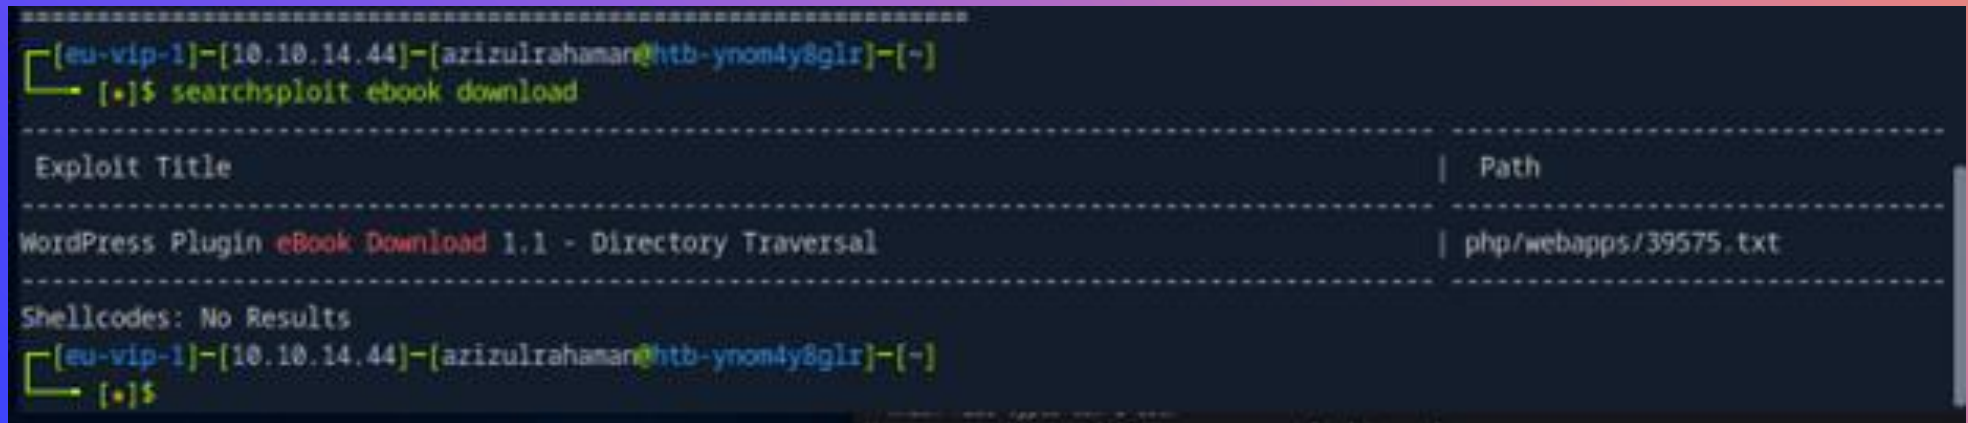 ================================================================
┌─[eu-vip-1]─[10.10.14.44]─[azizulrahaman@htb-ynom4y8glr]─[~]
└──╼ [★]$ searchsploit ebook download
----------------------------------------------------------------------------------------------- ---------------------------------
 Exploit Title | Path
----------------------------------------------------------------------------------------------- ---------------------------------
WordPress Plugin eBook Download 1.1 - Directory Traversal | php/webapps/39575.txt
----------------------------------------------------------------------------------------------- ---------------------------------
Shellcodes: No Results
┌─[eu-vip-1]─[10.10.14.44]─[azizulrahaman@htb-ynom4y8glr]─[~]
└──╼ [★]$